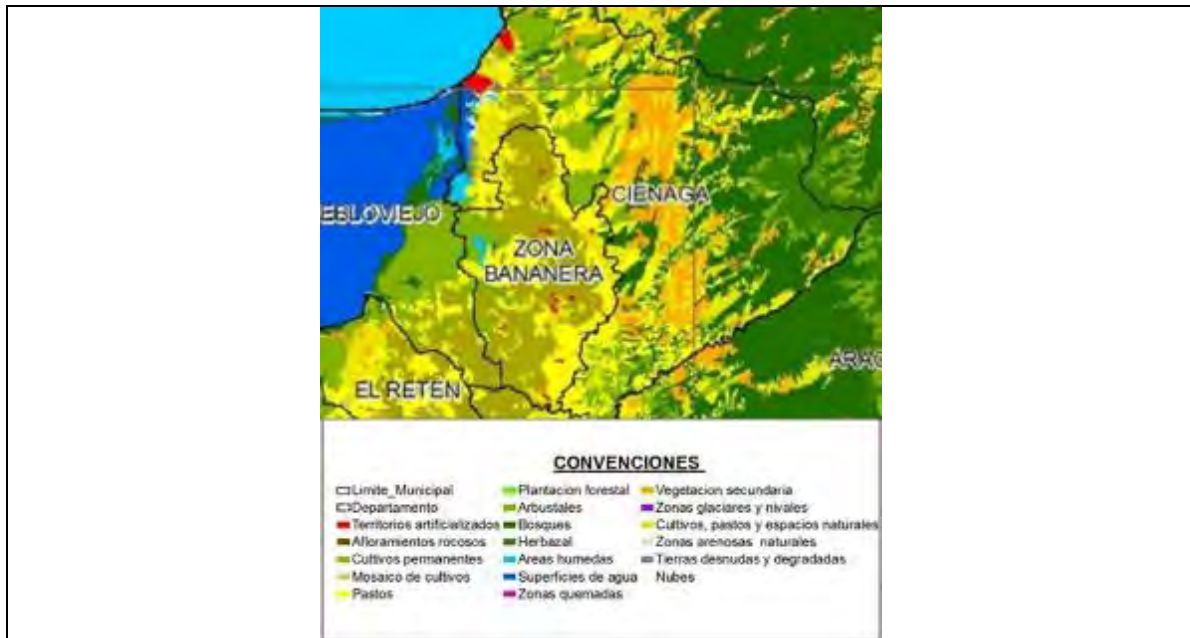 CIENAGA
EBLOVIEJO
ZONA
BANANERA
ARAC
EL RETEN
CONVENCIONES
Limite_Municipal
Departamento
Territorios artificializados
Afloramientos rocosos
Cultivos permanentes
Mosaico de cultivos
Pastos
Plantacion forestal
Arbustales
Bosques
Herbazal
Areas humedas
Superficies de agua
Zonas quemadas
Vegetacion secundaria
Zonas glaciares y nivales
Cultivos, pastos y espacios naturales
Zonas arenosas naturales
Tierras desnudas y degradadas
Nubes